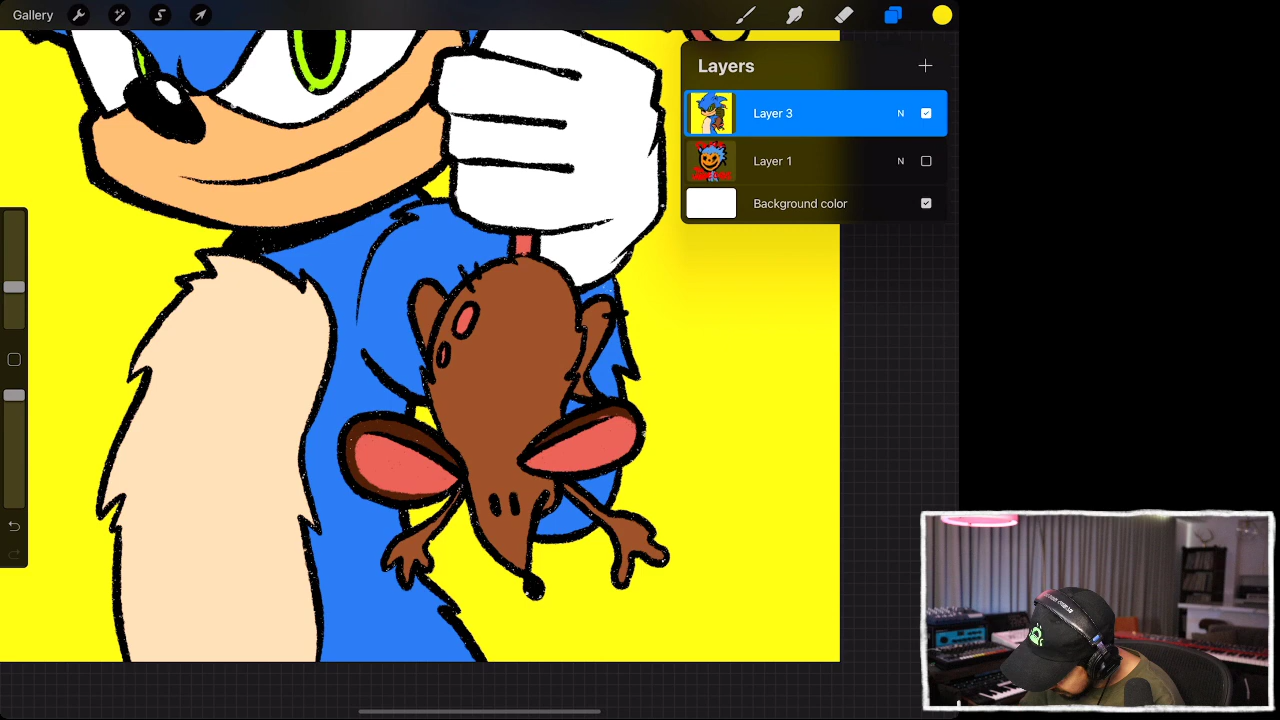 Gallery
Layers
Layer 3 N
Layer 1 N
Background color